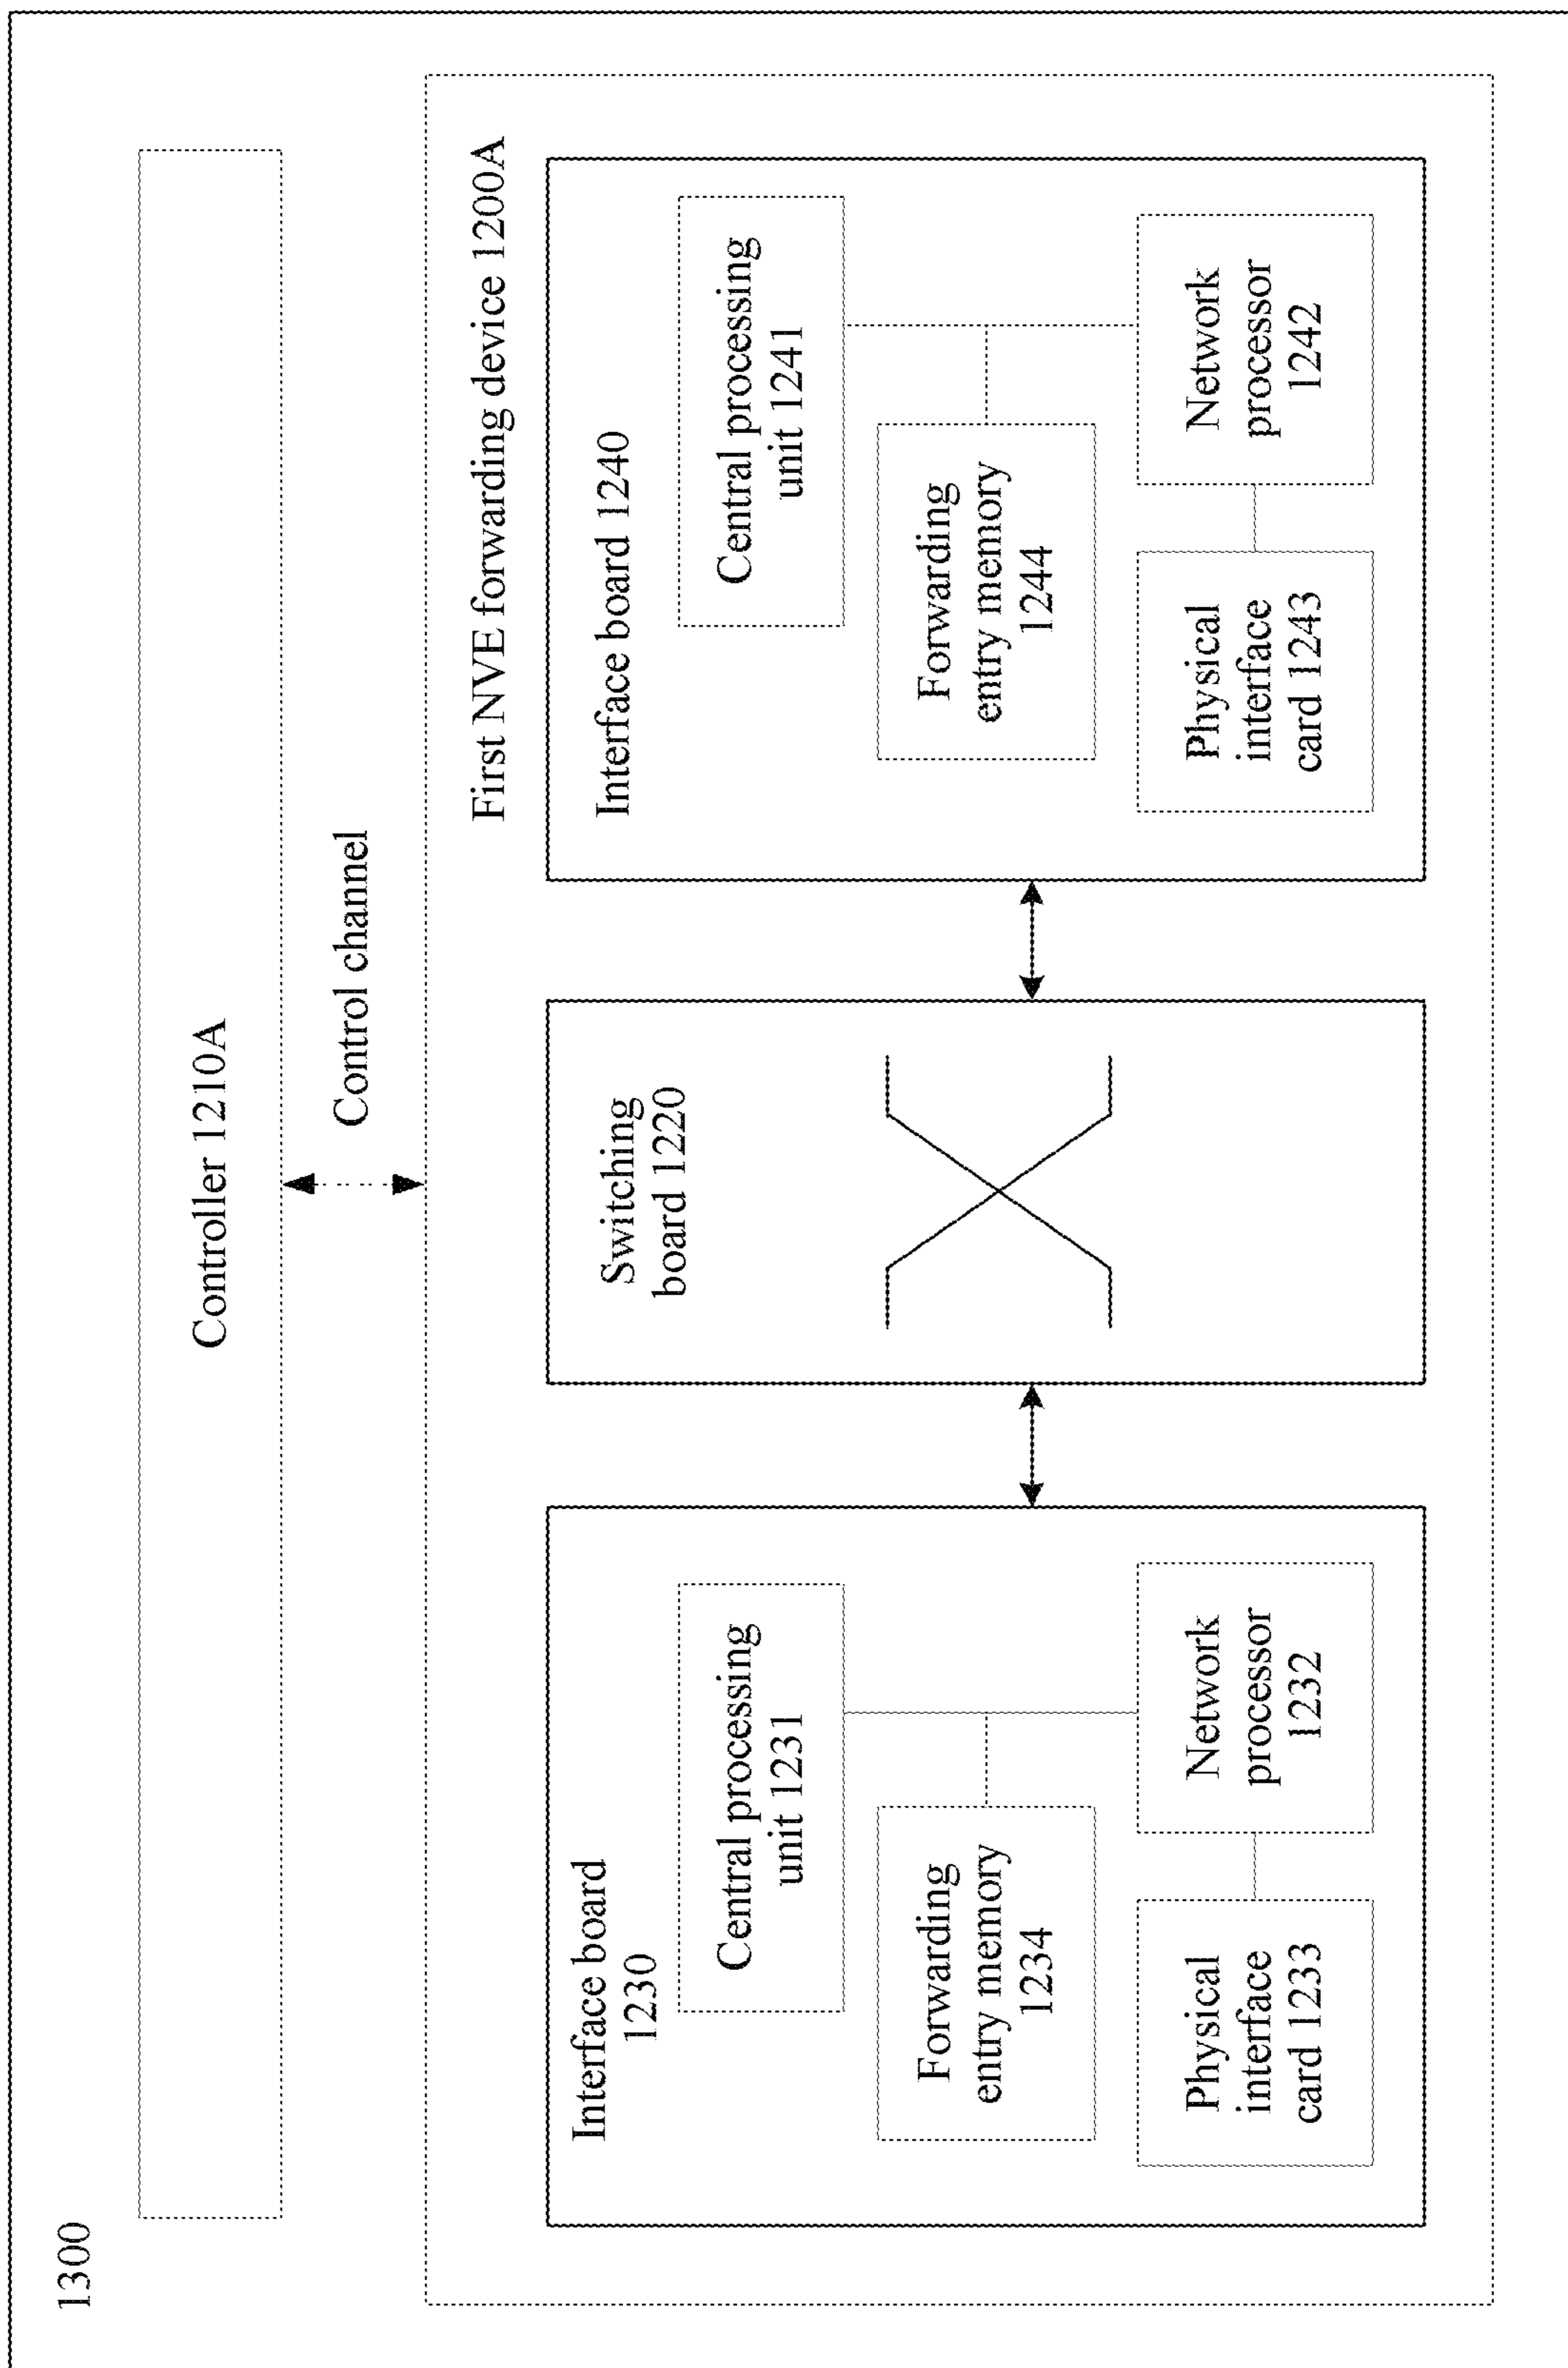 1300
Controller 1210A
Control channel
First NVE forwarding device 1200A
Interface board
1230
Central processing
unit 1231
Forwarding
entry memory
1234
Physical
interface
card 1233
Network
processor
1232
Switching
board 1220
Interface board 1240
Central processing
unit 1241
Forwarding
entry memory
1244
Physical
interface
card 1243
Network
processor
1242